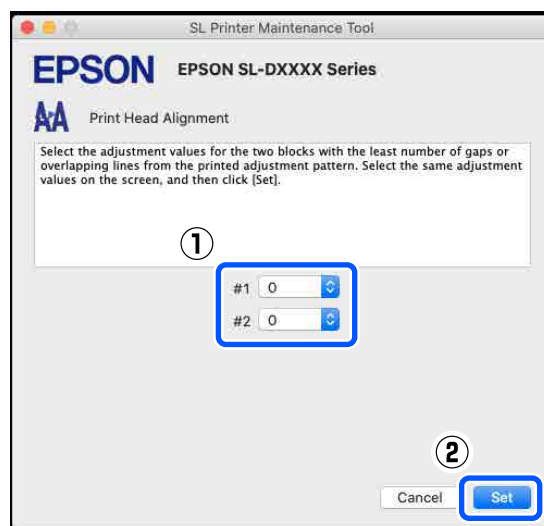 SL Printer Maintenance Tool
EPSON EPSON SL-DXXXX Series
Print Head Alignment
Select the adjustment values for the two blocks with the least number of gaps or
overlapping lines from the printed adjustment pattern. Select the same adjustment
values on the screen, and then click [Set].
①
#1 0
#2 0
②
Cancel Set